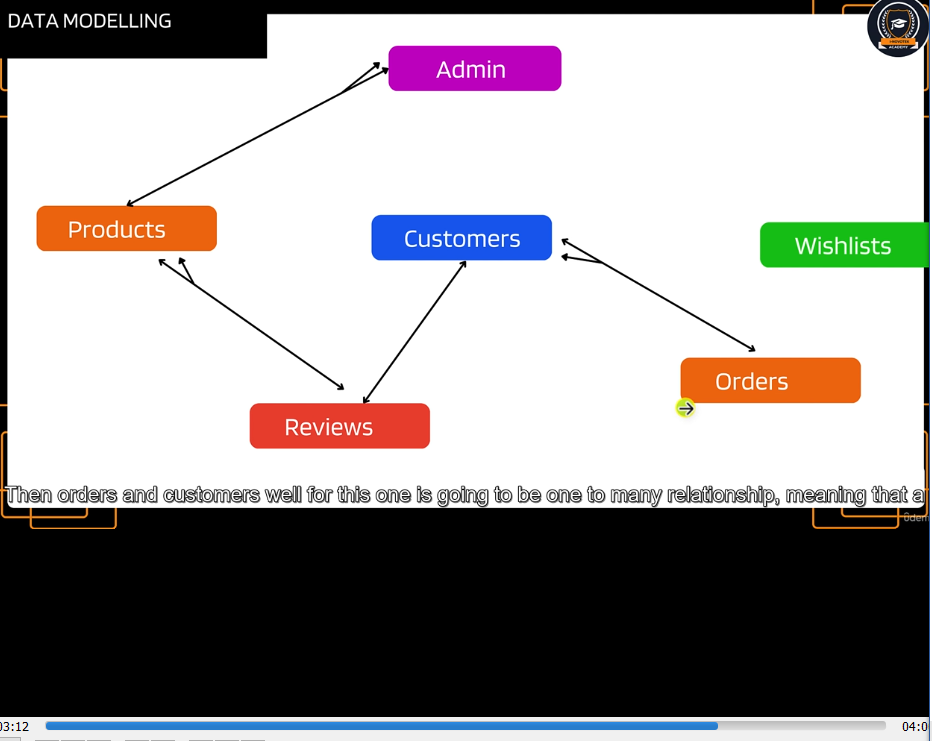 DATA MODELLING
ACADEMY
Admin
Products
Customers
Wishlists
Orders
Reviews
Then orders and customers well for this one is going to be one to many relationship, meaning that a
03:12
04:0